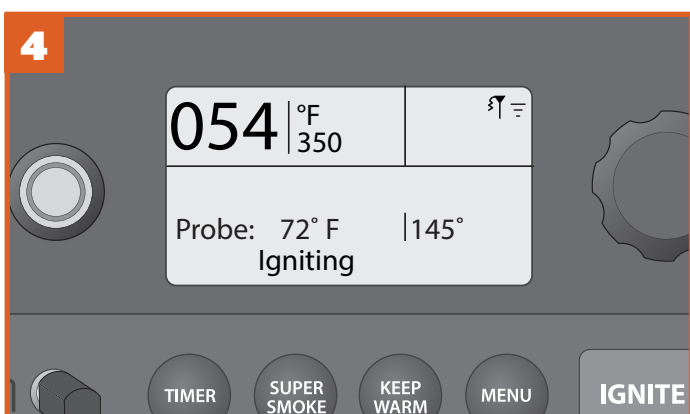 4
054 °F
350
Probe: 72° F 145°
Igniting
TIMER
SUPER
SMOKE
KEEP
WARM
MENU
IGNITE